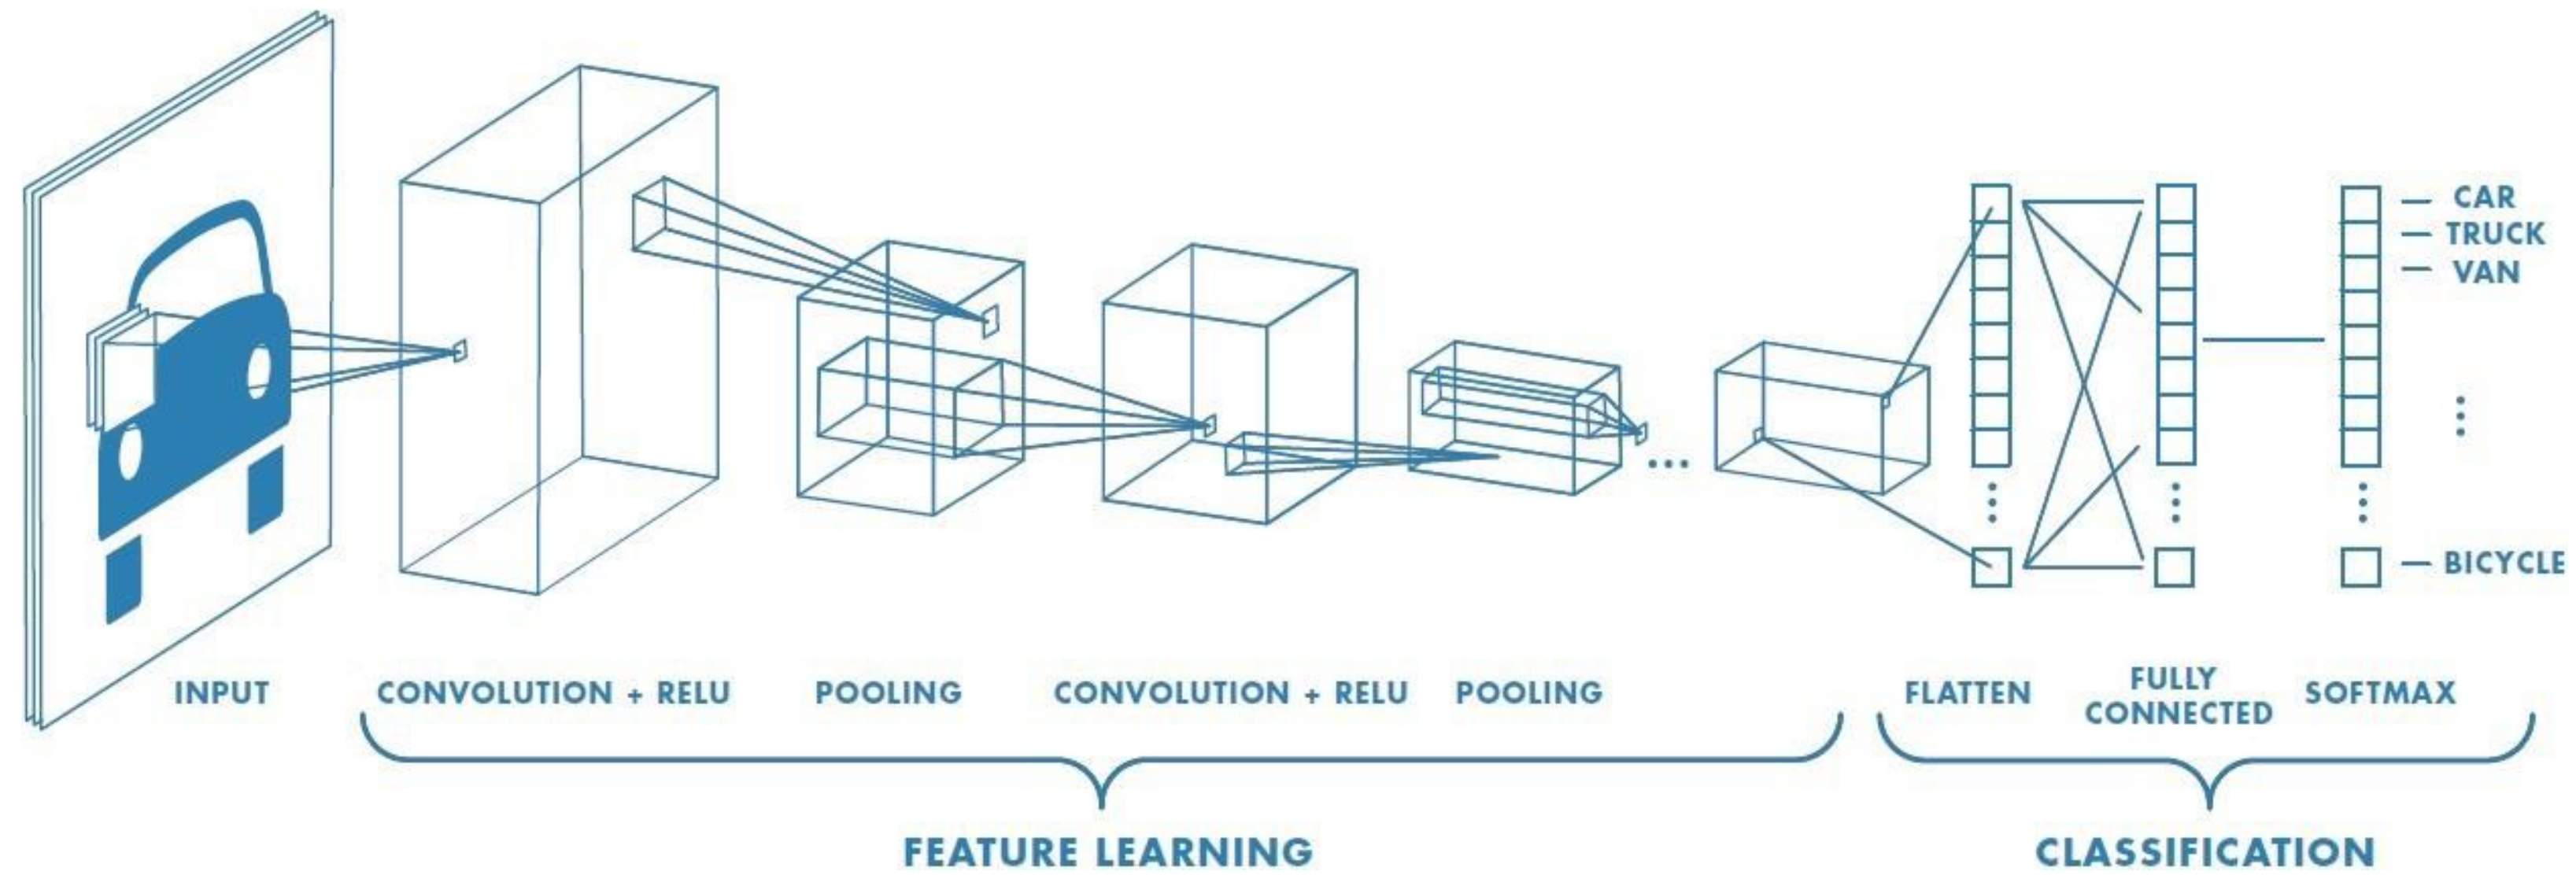 CAR
TRUCK
VAN
BICYCLE
INPUT
CONVOLUTION + RELU
POOLING
CONVOLUTION + RELU
POOLING
FLATTEN
FULLY
CONNECTED
SOFTMAX
FEATURE LEARNING
CLASSIFICATION